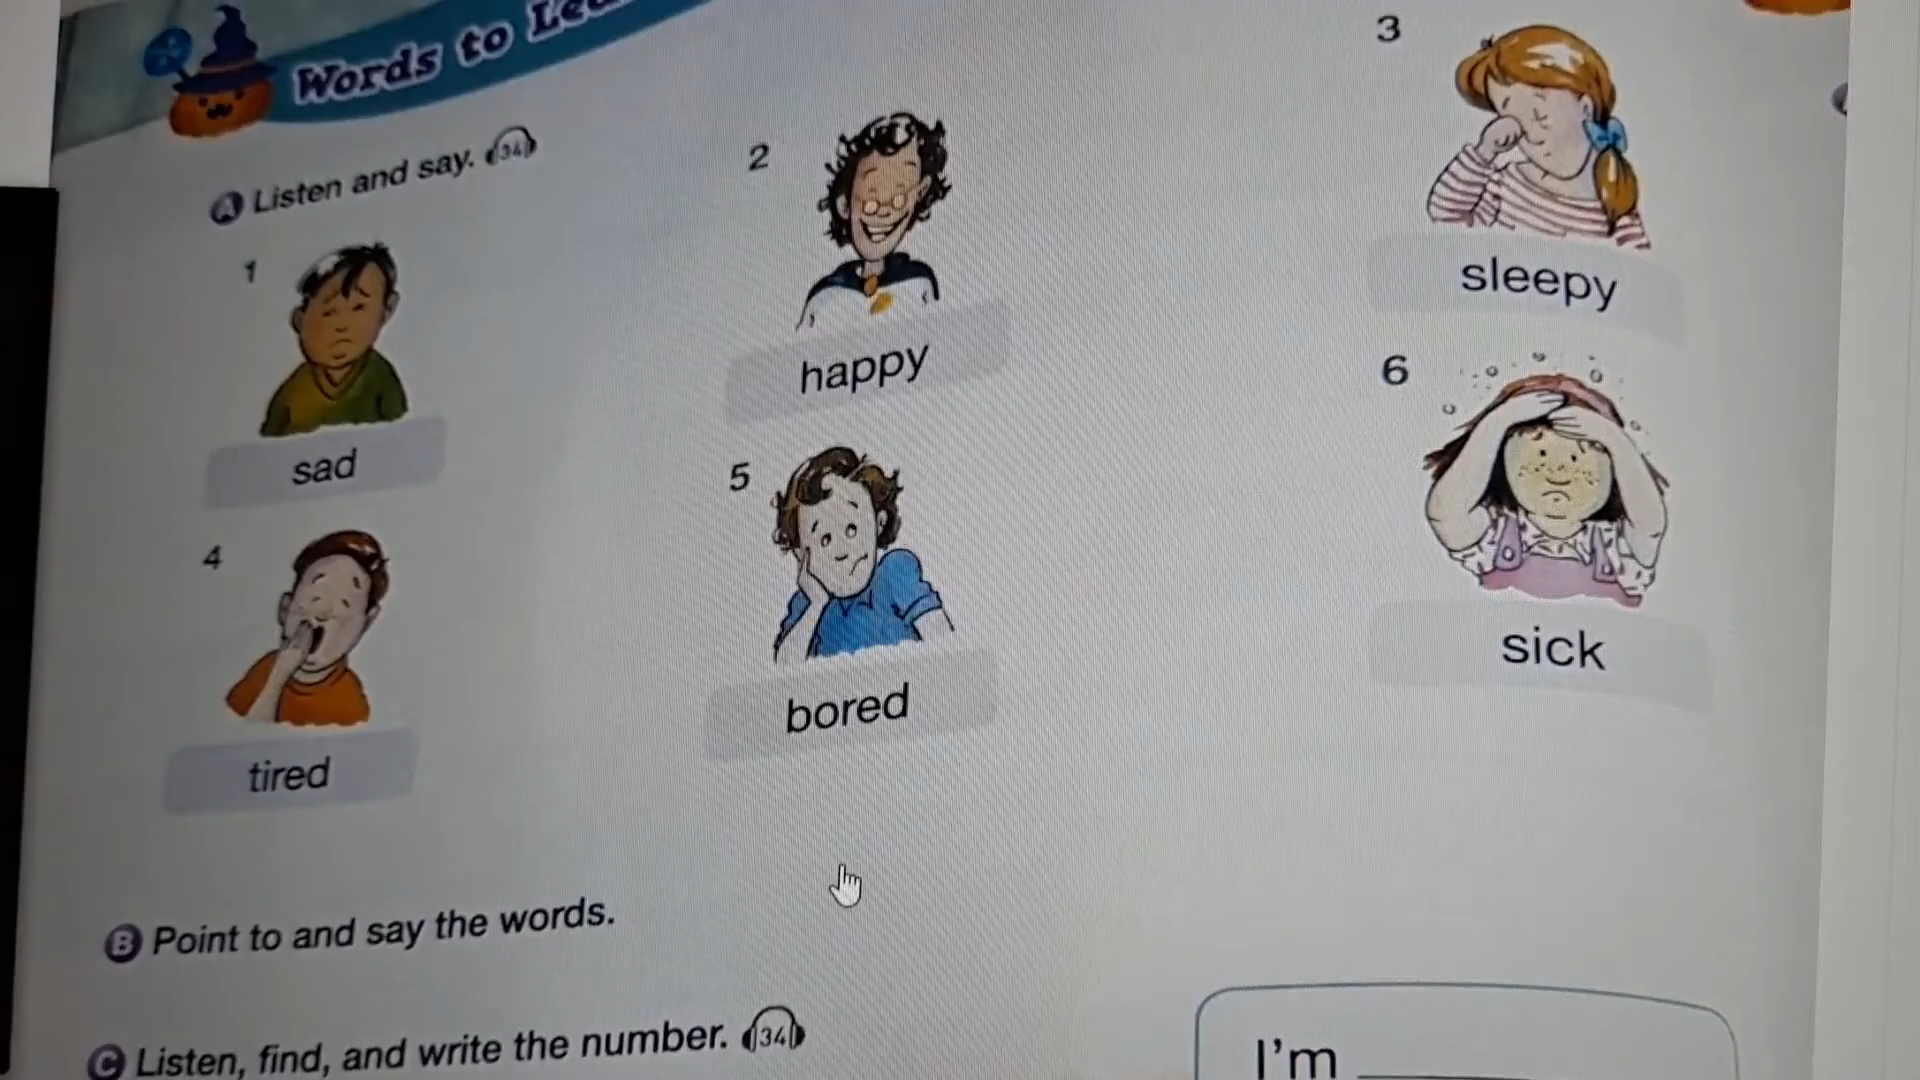 Words to
A Listen and say. 34
1
sad
2
happy
3
sleepy
4
tired
5
bored
6
sick
B Point to and say the words.
C Listen, find, and write the number. 34
I'm